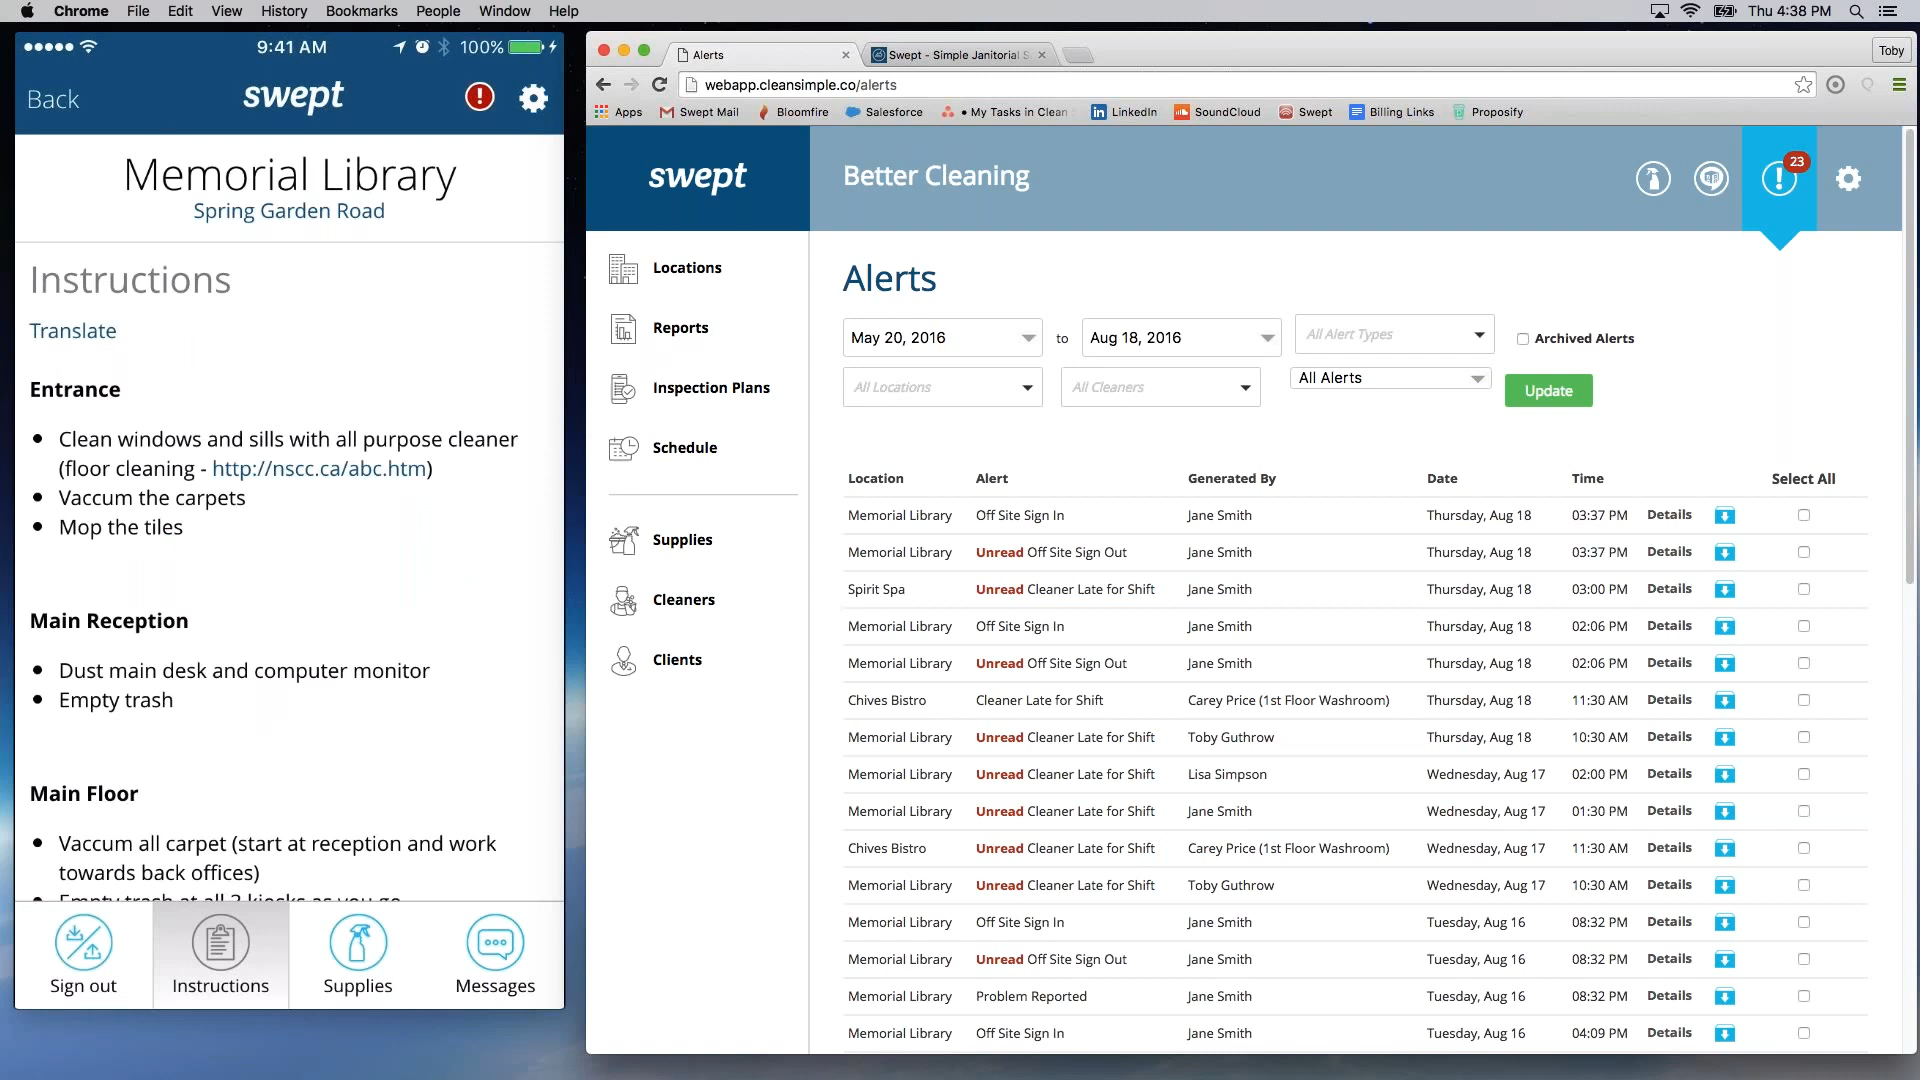 Chrome File Edit View History Bookmarks People Window Help Thu 4:38 PM
9:41 AM 100%
Back swept
Memorial Library
Spring Garden Road
Instructions
Translate
Entrance
Clean windows and sills with all purpose cleaner
(floor cleaning - http://nscc.ca/abc.htm)
Vaccum the carpets
Mop the tiles
Main Reception
Dust main desk and computer monitor
Empty trash
Main Floor
Vaccum all carpet (start at reception and work
towards back offices)
Empty trash at all 3 kiosks as you go
Sign out Instructions Supplies Messages
Alerts Swept - Simple Janitorial S Toby
webapp.cleansimple.co/alerts
Apps Swept Mail Bloomfire Salesforce • My Tasks in Clean LinkedIn SoundCloud Swept Billing Links Proposify
swept Better Cleaning 23
Locations
Reports
Inspection Plans
Schedule
Supplies
Cleaners
Clients
Alerts
May 20, 2016 to Aug 18, 2016 All Alert Types Archived Alerts
All Locations All Cleaners All Alerts Update
Location Alert Generated By Date Time Select All
Memorial Library Off Site Sign In Jane Smith Thursday, Aug 18 03:37 PM Details
Memorial Library Unread Off Site Sign Out Jane Smith Thursday, Aug 18 03:37 PM Details
Spirit Spa Unread Cleaner Late for Shift Jane Smith Thursday, Aug 18 03:00 PM Details
Memorial Library Off Site Sign In Jane Smith Thursday, Aug 18 02:06 PM Details
Memorial Library Unread Off Site Sign Out Jane Smith Thursday, Aug 18 02:06 PM Details
Chives Bistro Cleaner Late for Shift Carey Price (1st Floor Washroom) Thursday, Aug 18 11:30 AM Details
Memorial Library Unread Cleaner Late for Shift Toby Guthrow Thursday, Aug 18 10:30 AM Details
Memorial Library Unread Cleaner Late for Shift Lisa Simpson Wednesday, Aug 17 02:00 PM Details
Memorial Library Unread Cleaner Late for Shift Jane Smith Wednesday, Aug 17 01:30 PM Details
Chives Bistro Unread Cleaner Late for Shift Carey Price (1st Floor Washroom) Wednesday, Aug 17 11:30 AM Details
Memorial Library Unread Cleaner Late for Shift Toby Guthrow Wednesday, Aug 17 10:30 AM Details
Memorial Library Off Site Sign In Jane Smith Tuesday, Aug 16 08:32 PM Details
Memorial Library Unread Off Site Sign Out Jane Smith Tuesday, Aug 16 08:32 PM Details
Memorial Library Problem Reported Jane Smith Tuesday, Aug 16 08:32 PM Details
Memorial Library Off Site Sign In Jane Smith Tuesday, Aug 16 04:09 PM Details